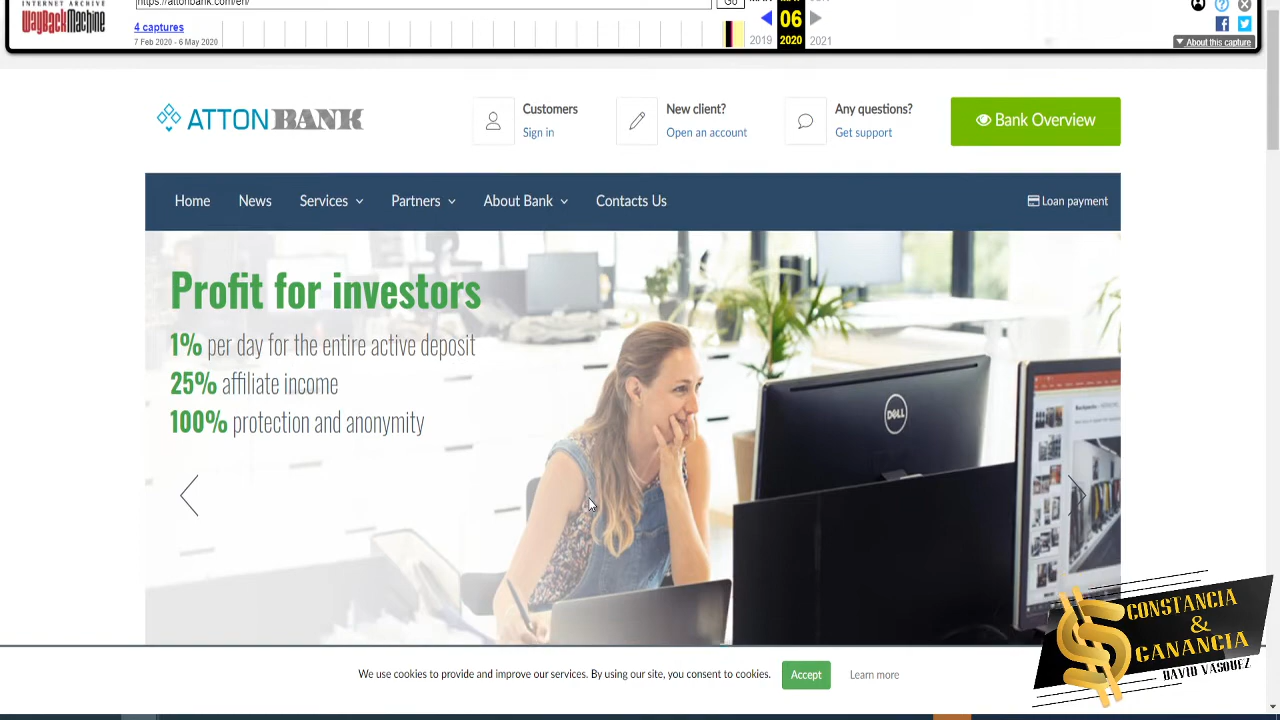 INTERNET ARCHIVE
WayBackMachine
https://attonbank.com/en/
Go
4 captures
7 Feb 2020 - 6 May 2020
06
2019 2020 2021
About this capture
ATTON BANK
Customers
Sign in
New client?
Open an account
Any questions?
Get support
Bank Overview
Home News Services Partners About Bank Contacts Us
Loan payment
Profit for investors
1% per day for the entire active deposit
25% affiliate income
100% protection and anonymity
DELL
We use cookies to provide and improve our services. By using our site, you consent to cookies.
Accept
Learn more
CONSTANCIA
&
GANANCIA
DAVID VASQUEZ